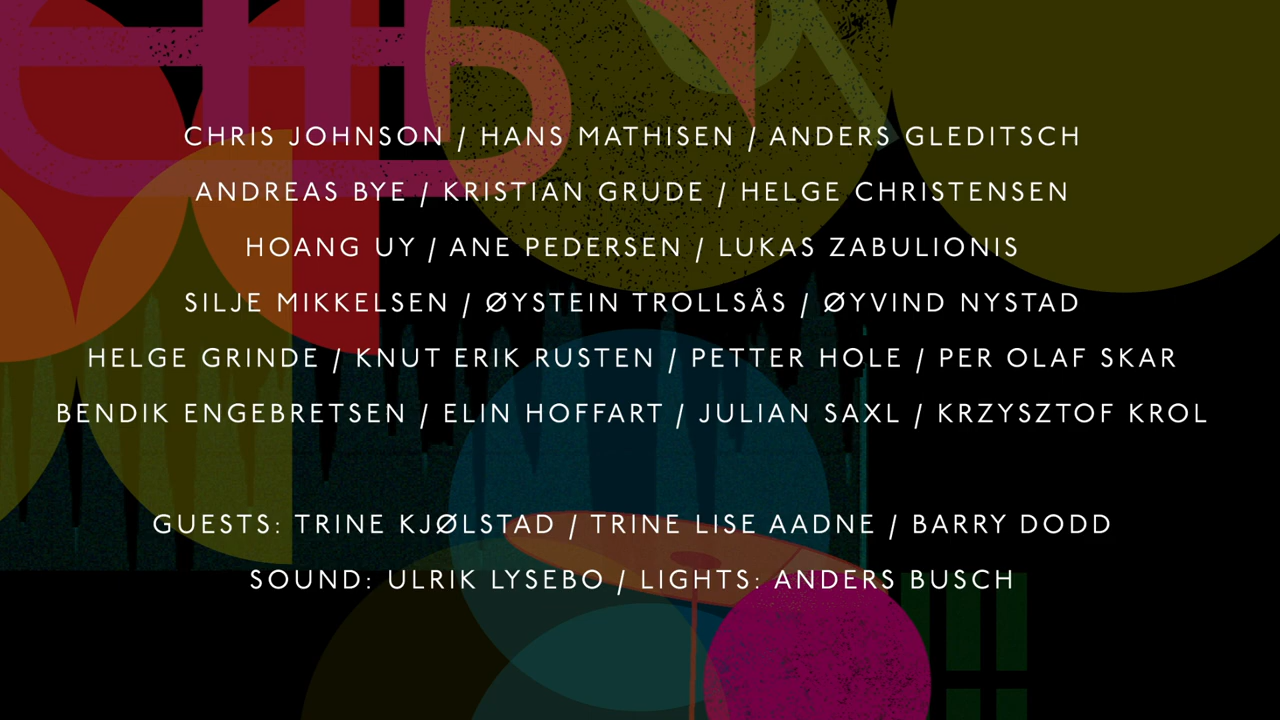 CHRIS JOHNSON / HANS MATHISEN / ANDERS GLEDITSCH
ANDREAS BYE / KRISTIAN GRUDE / HELGE CHRISTENSEN
HOANG UY / ANE PEDERSEN / LUKAS ZABULIONIS
SILJE MIKKELSEN / ØYSTEIN TROLLSÅS / ØYVIND NYSTAD
HELGE GRINDE / KNUT ERIK RUSTEN / PETTER HOLE / PER OLAF SKAR
BENDIK ENGEBRETSEN / ELIN HOFFART / JULIAN SAXL / KRZYSZTOF KROL
GUESTS: TRINE KJØLSTAD / TRINE LISE AADNE / BARRY DODD
SOUND: ULRIK LYSEBO / LIGHTS: ANDERS BUSCH